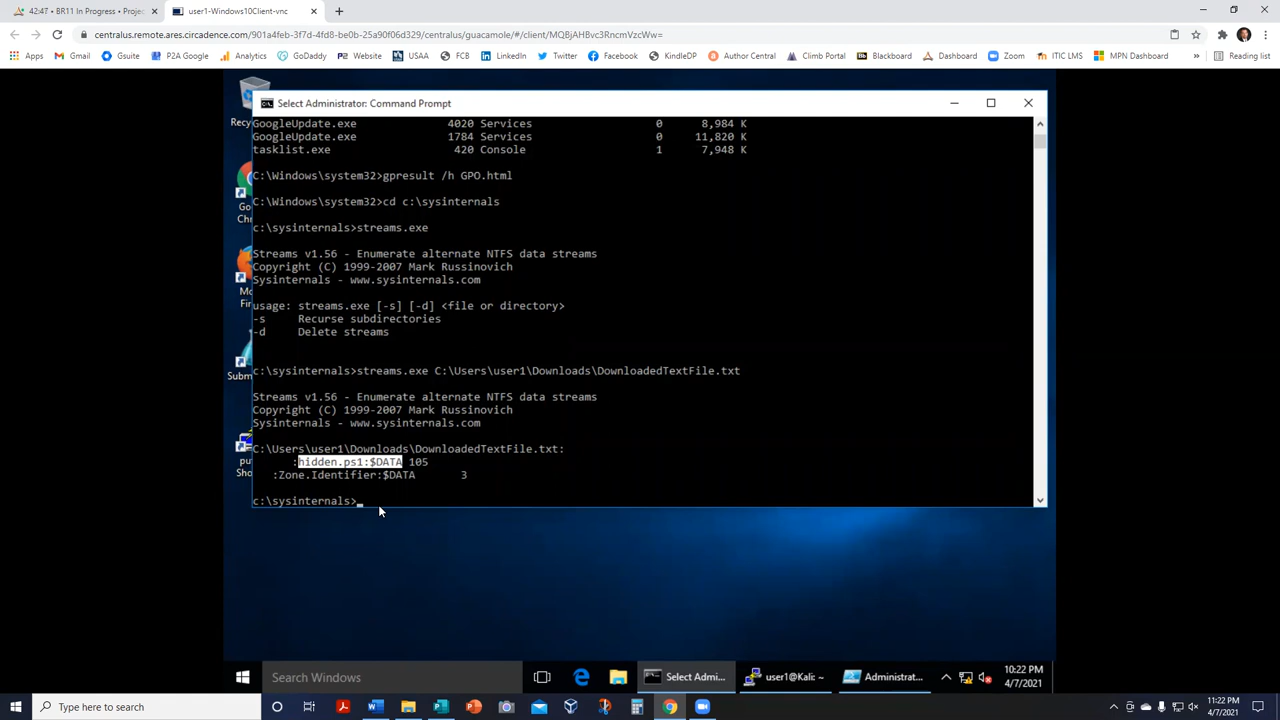 42:47 • BR11 In Progress • Projec
user1-Windows10Client-vnc
centralus.remote.ares.circadence.com/901a4feb-3f7d-4fd8-be0b-25a90f06d329/centralus/guacamole/#/client/MQBjAHBvc3RncmVzcWw=
Apps Gmail Gsuite P2A Google Analytics GoDaddy Website USAA FCB LinkedIn Twitter Facebook KindleDP Author Central Climb Portal Blackboard Dashboard Zoom ITIC LMS MPN Dashboard » Reading list
Recy
Select Administrator: Command Prompt
GoogleUpdate.exe 4020 Services 0 8,984 K
GoogleUpdate.exe 1784 Services 0 11,820 K
tasklist.exe 420 Console 1 7,948 K
C:\Windows\system32>gpresult /h GPO.html
C:\Windows\system32>cd c:\sysinternals
c:\sysinternals>streams.exe
Streams v1.56 - Enumerate alternate NTFS data streams
Copyright (C) 1999-2007 Mark Russinovich
Sysinternals - www.sysinternals.com
usage: streams.exe [-s] [-d] <file or directory>
-s Recurse subdirectories
-d Delete streams
c:\sysinternals>streams.exe C:\Users\user1\Downloads\DownloadedTextFile.txt
Streams v1.56 - Enumerate alternate NTFS data streams
Copyright (C) 1999-2007 Mark Russinovich
Sysinternals - www.sysinternals.com
C:\Users\user1\Downloads\DownloadedTextFile.txt:
:hidden.ps1:$DATA 105
:Zone.Identifier:$DATA 3
c:\sysinternals>
Go
Chr
Mo
Fir
Subm
pu
Sho
Search Windows
Select Admi...
user1@Kali: ~
Administrat...
10:22 PM
4/7/2021
Type here to search
11:22 PM
4/7/2021